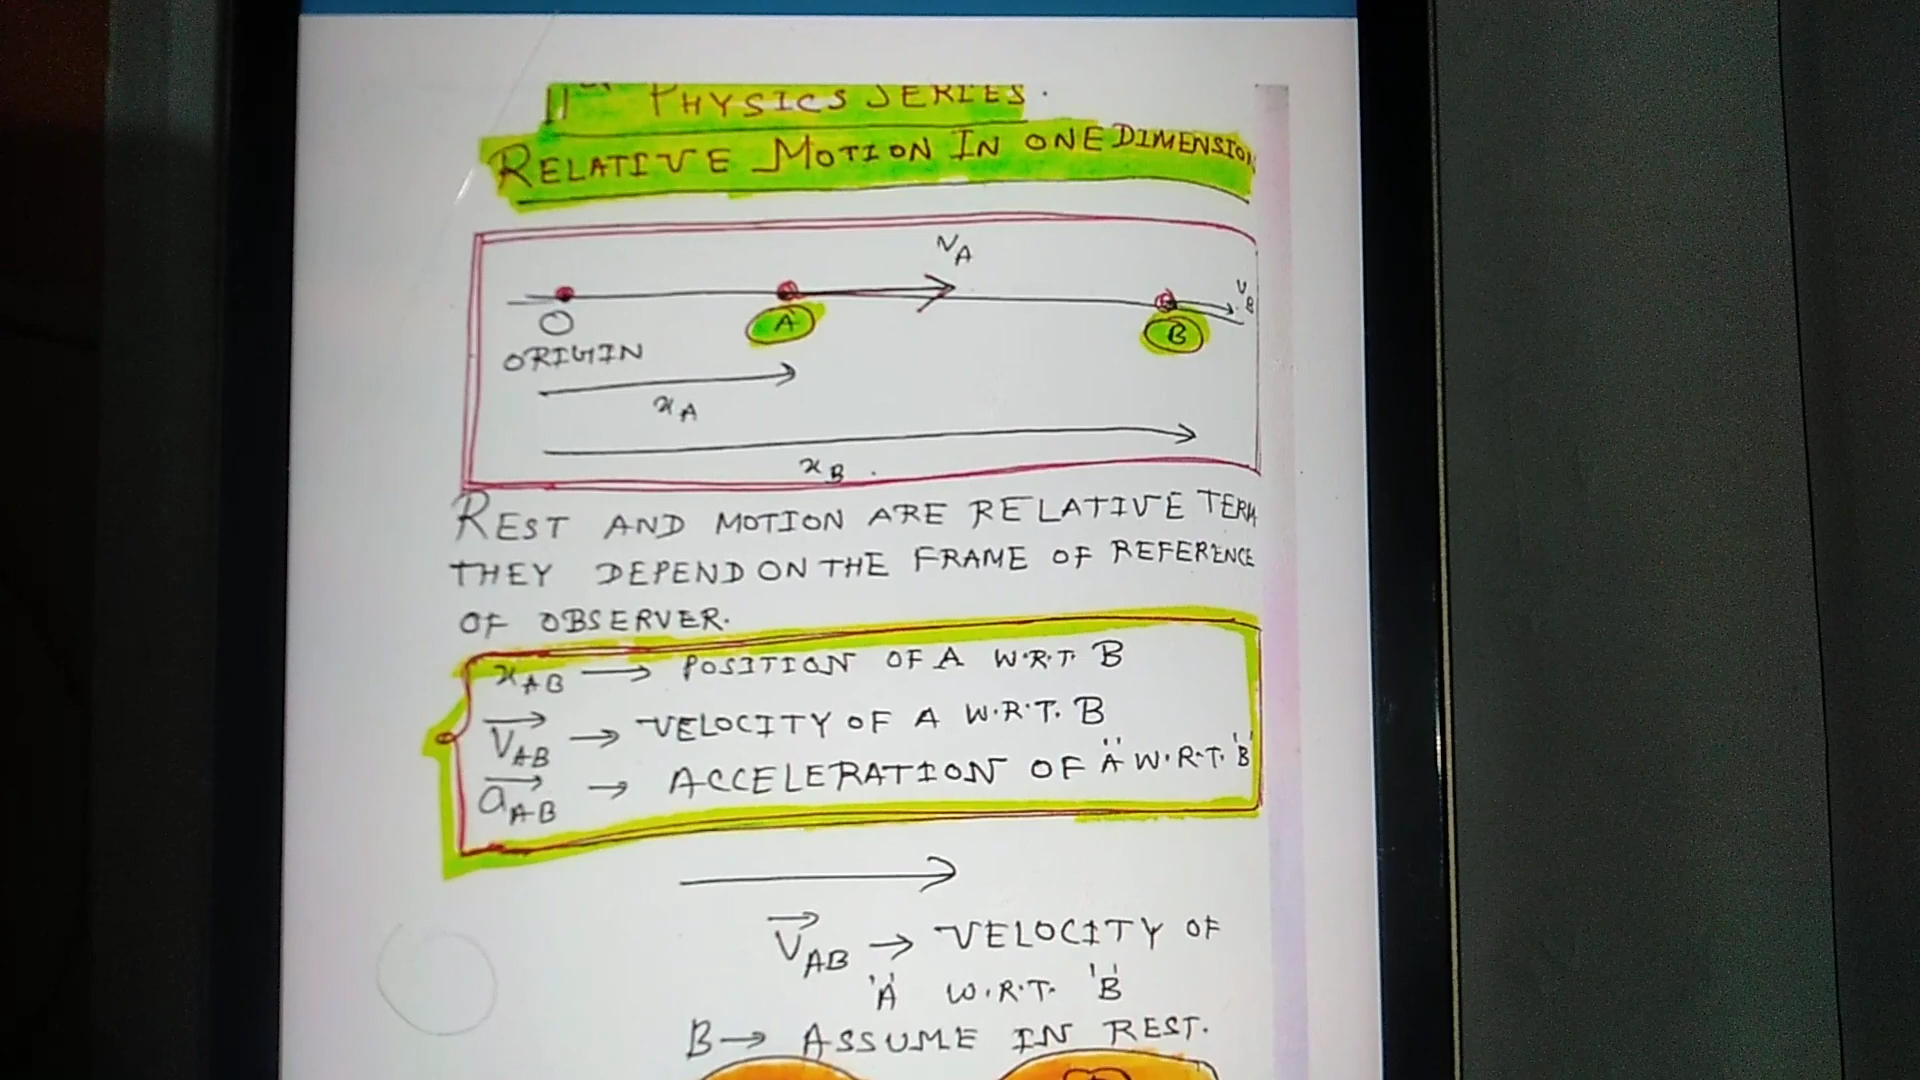 11th PHYSICS SERIES.
RELATIVE MOTION IN ONE DIMENSION
VA
VB
O
A
B
ORIGIN
xA
xB.
REST AND MOTION ARE RELATIVE TERM
THEY DEPEND ON THE FRAME OF REFERENCE
OF OBSERVER.
xAB → POSITION OF A W.R.T. B
VAB → VELOCITY OF A W.R.T. B
aAB → ACCELERATION OF 'A' W.R.T. 'B'
VAB → VELOCITY OF
'A' W.R.T. 'B'
B → ASSUME IN REST.